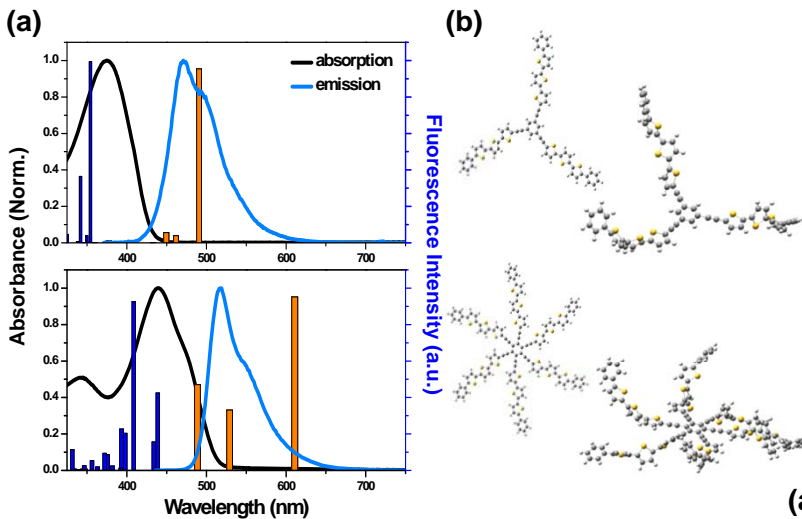 (a)
(b)
absorption
emission
1.0
0.8
0.6
0.4
0.2
0.0
400 500 600 700
1.0
0.8
0.6
0.4
0.2
0.0
400 500 600 700
Wavelength (nm)
Absorbance (Norm.)
Fluorescence Intensity (a.u.)
(a